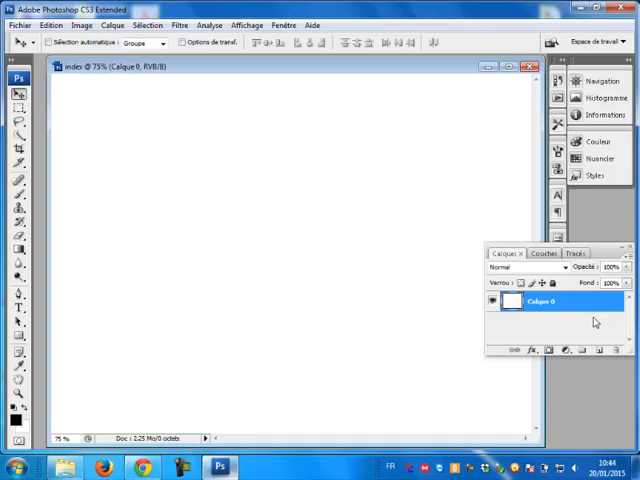 Adobe Photoshop CS3 Extended
Fichier Edition Image Calque Sélection Filtre Analyse Affichage Fenêtre Aide
Sélection automatique : Groupe Options de transf. Espace de travail
index @ 75% (Calque 0, RVB/8)
Ps
Navigation
Histogramme
Informations
Couleur
Nuancier
Styles
Calques x Couches Tracés
Normal Opacité : 100%
Verrou : Fond : 100%
Calque 0
75 % Doc : 2,25 Mo/0 octets
Ps FR 10:44
20/01/2015